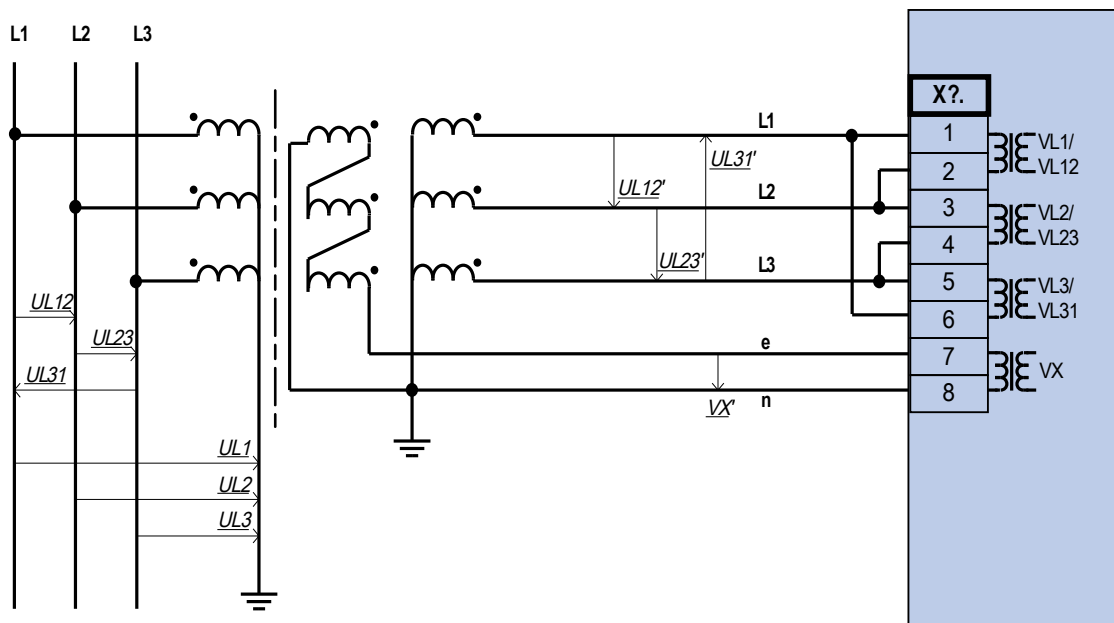 L1 L2 L3
X?.
L1
1
VL1/
VL12
UL31'
2
UL12'
L2
3
VL2/
VL23
4
UL23'
L3
5
VL3/
VL31
6
UL12
UL23
e
7
VX
UL31
8
VX'
n
UL1
UL2
UL3